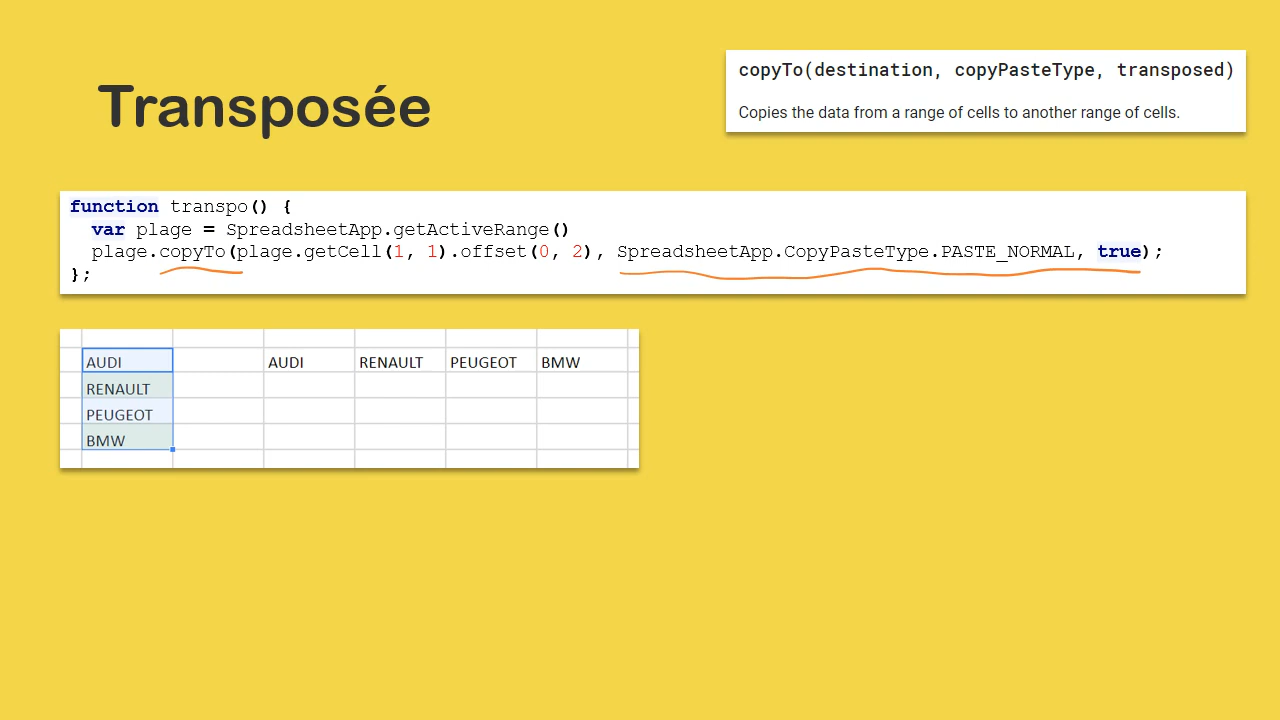 Transposée
copyTo(destination, copyPasteType, transposed)
Copies the data from a range of cells to another range of cells.
function transpo() {
var plage = SpreadsheetApp.getActiveRange()
plage.copyTo(plage.getCell(1, 1).offset(0, 2), SpreadsheetApp.CopyPasteType.PASTE_NORMAL, true);
};
AUDI AUDI RENAULT PEUGEOT BMW
RENAULT
PEUGEOT
BMW